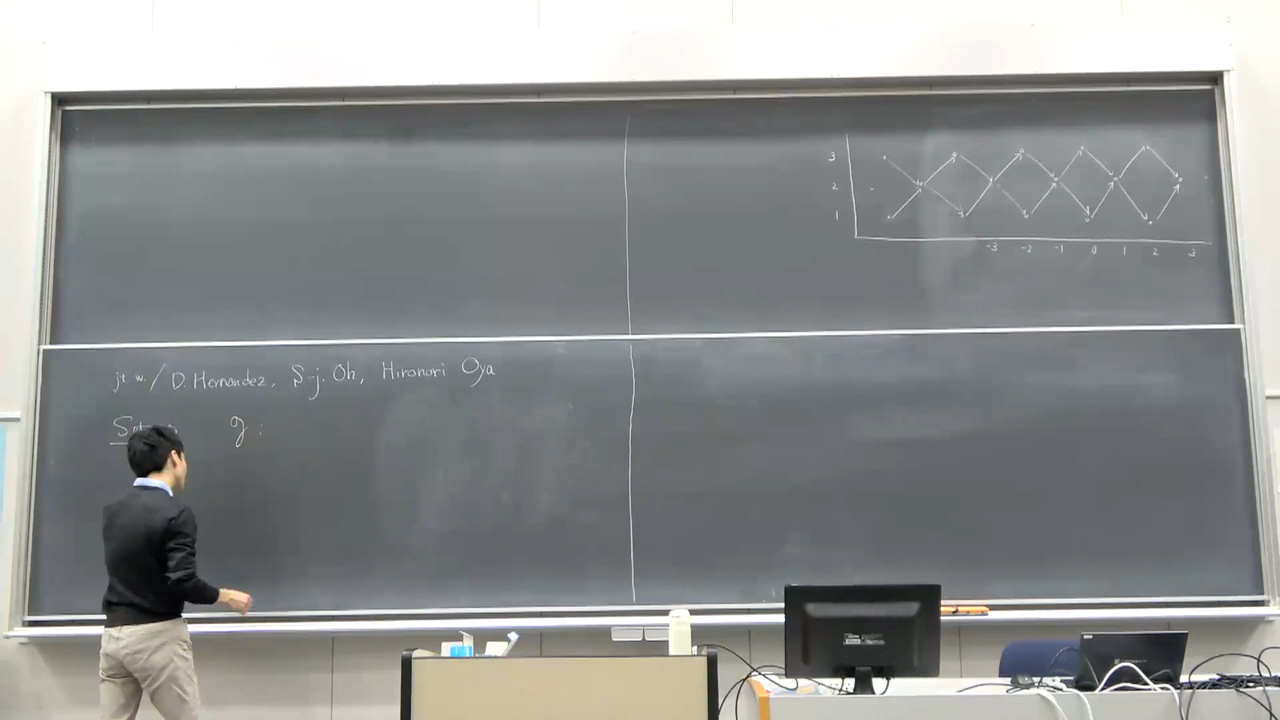 3
2
1
-3 -2 -1 0 1 2 3
jt w. / D. Hernandez, S-j. Oh, Hironori Oya
g :